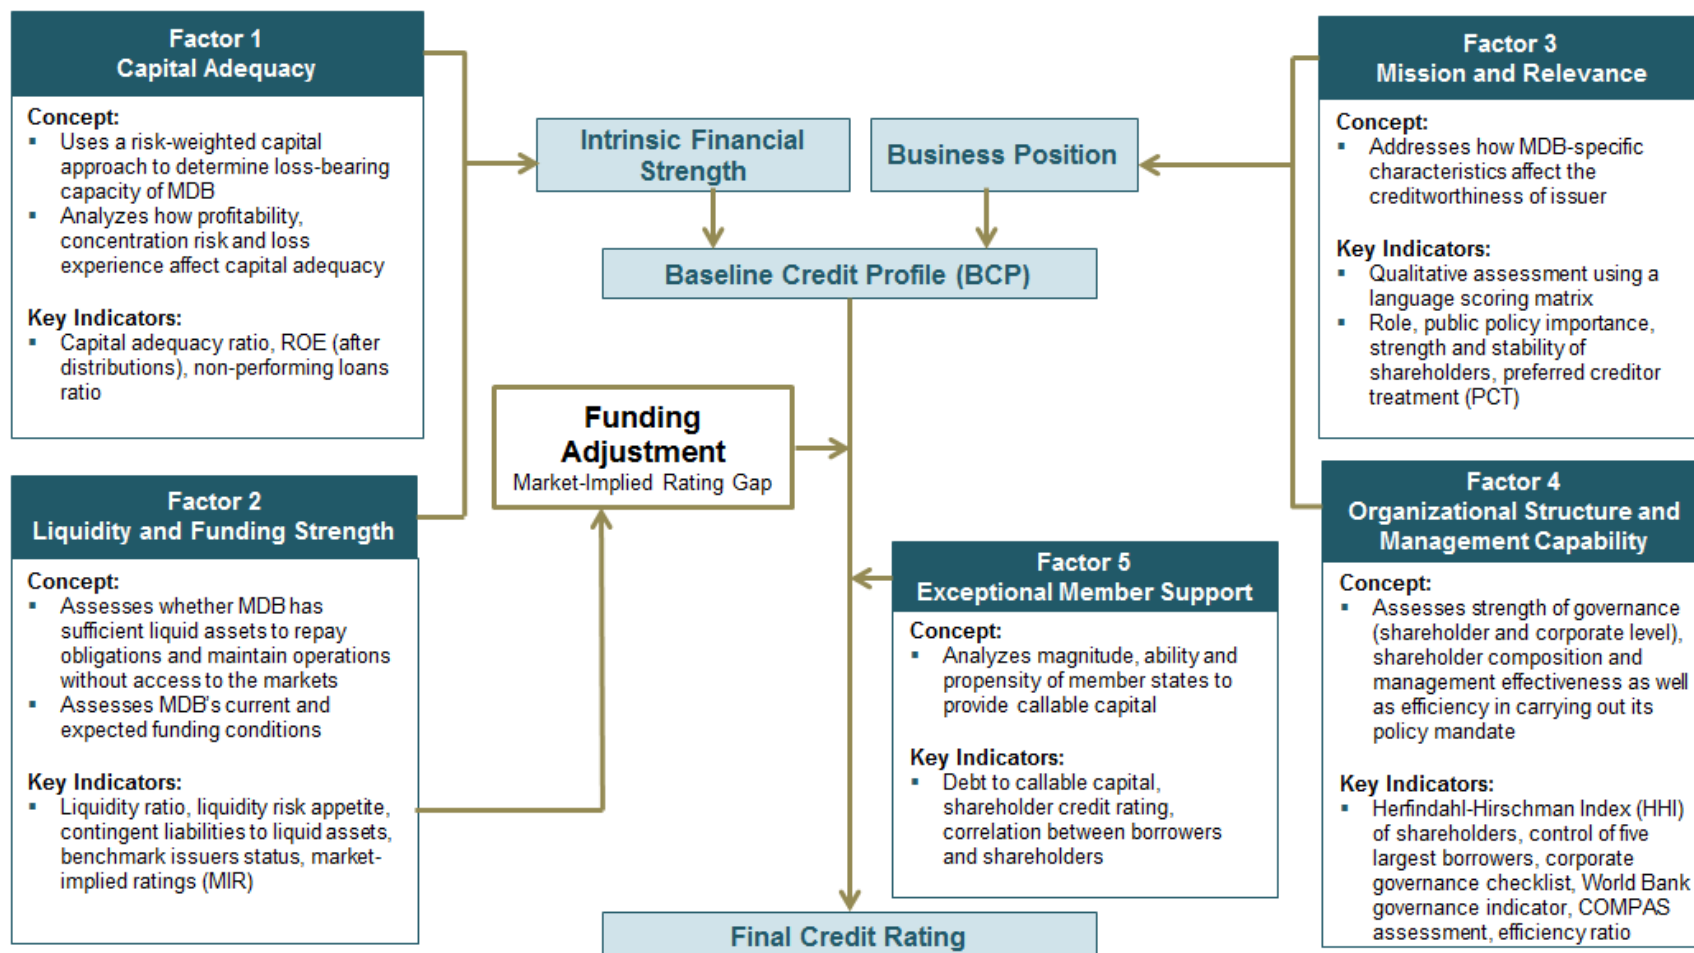 Factor 1
Capital Adequacy
Concept:
▪ Uses a risk-weighted capital
approach to determine loss-bearing
capacity of MDB
▪ Analyzes how profitability,
concentration risk and loss
experience affect capital adequacy
Key Indicators:
▪ Capital adequacy ratio, ROE (after
distributions), non-performing loans
ratio
Factor 2
Liquidity and Funding Strength
Concept:
▪ Assesses whether MDB has
sufficient liquid assets to repay
obligations and maintain operations
without access to the markets
▪ Assesses MDB's current and
expected funding conditions
Key Indicators:
▪ Liquidity ratio, liquidity risk appetite,
contingent liabilities to liquid assets,
benchmark issuers status, market-
implied ratings (MIR)
Intrinsic Financial
Strength
Business Position
Baseline Credit Profile (BCP)
Funding
Adjustment
Market-Implied Rating Gap
Factor 5
Exceptional Member Support
Concept:
▪ Analyzes magnitude, ability and
propensity of member states to
provide callable capital
Key Indicators:
▪ Debt to callable capital,
shareholder credit rating,
correlation between borrowers
and shareholders
Final Credit Rating
Factor 3
Mission and Relevance
Concept:
▪ Addresses how MDB-specific
characteristics affect the
creditworthiness of issuer
Key Indicators:
▪ Qualitative assessment using a
language scoring matrix
▪ Role, public policy importance,
strength and stability of
shareholders, preferred creditor
treatment (PCT)
Factor 4
Organizational Structure and
Management Capability
Concept:
▪ Assesses strength of governance
(shareholder and corporate level),
shareholder composition and
management effectiveness as well
as efficiency in carrying out its
policy mandate
Key Indicators:
▪ Herfindahl-Hirschman Index (HHI)
of shareholders, control of five
largest borrowers, corporate
governance checklist, World Bank
governance indicator, COMPAS
assessment, efficiency ratio